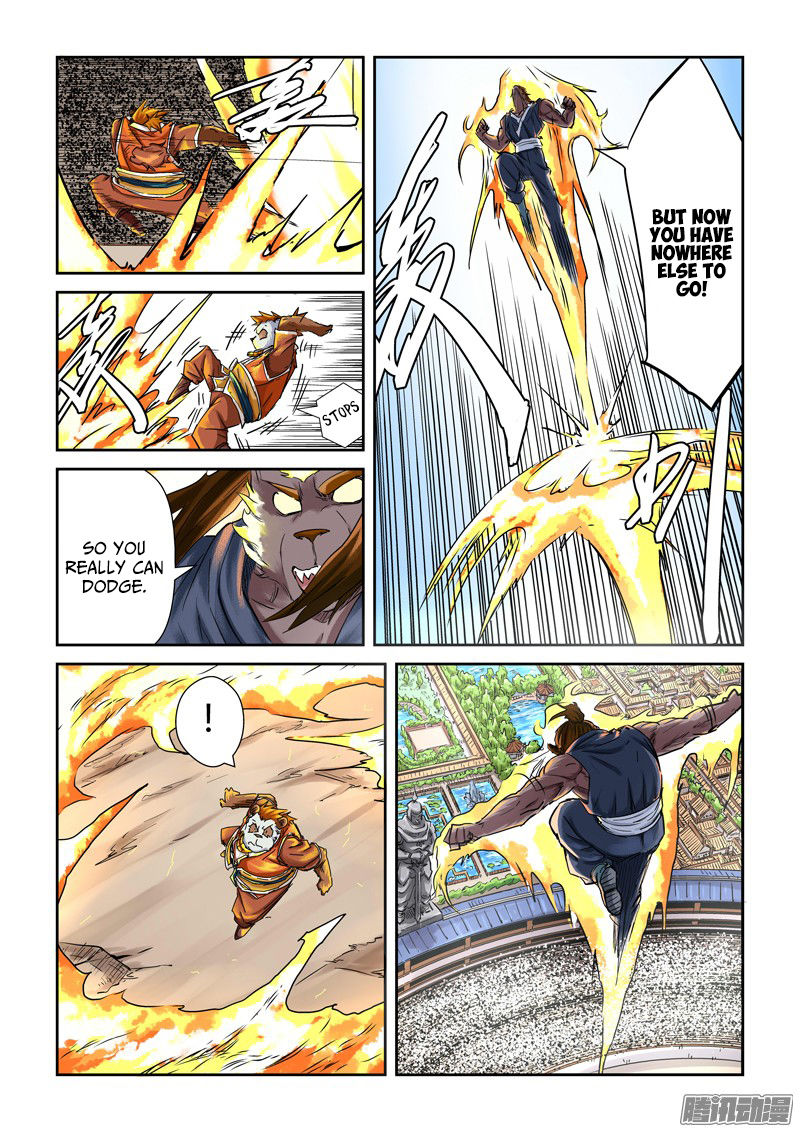 BUT NOW
YOU HAVE
NOWHERE
ELSE TO
GO!
STOPS
SO YOU
REALLY CAN
DODGE.
!
腾讯动漫